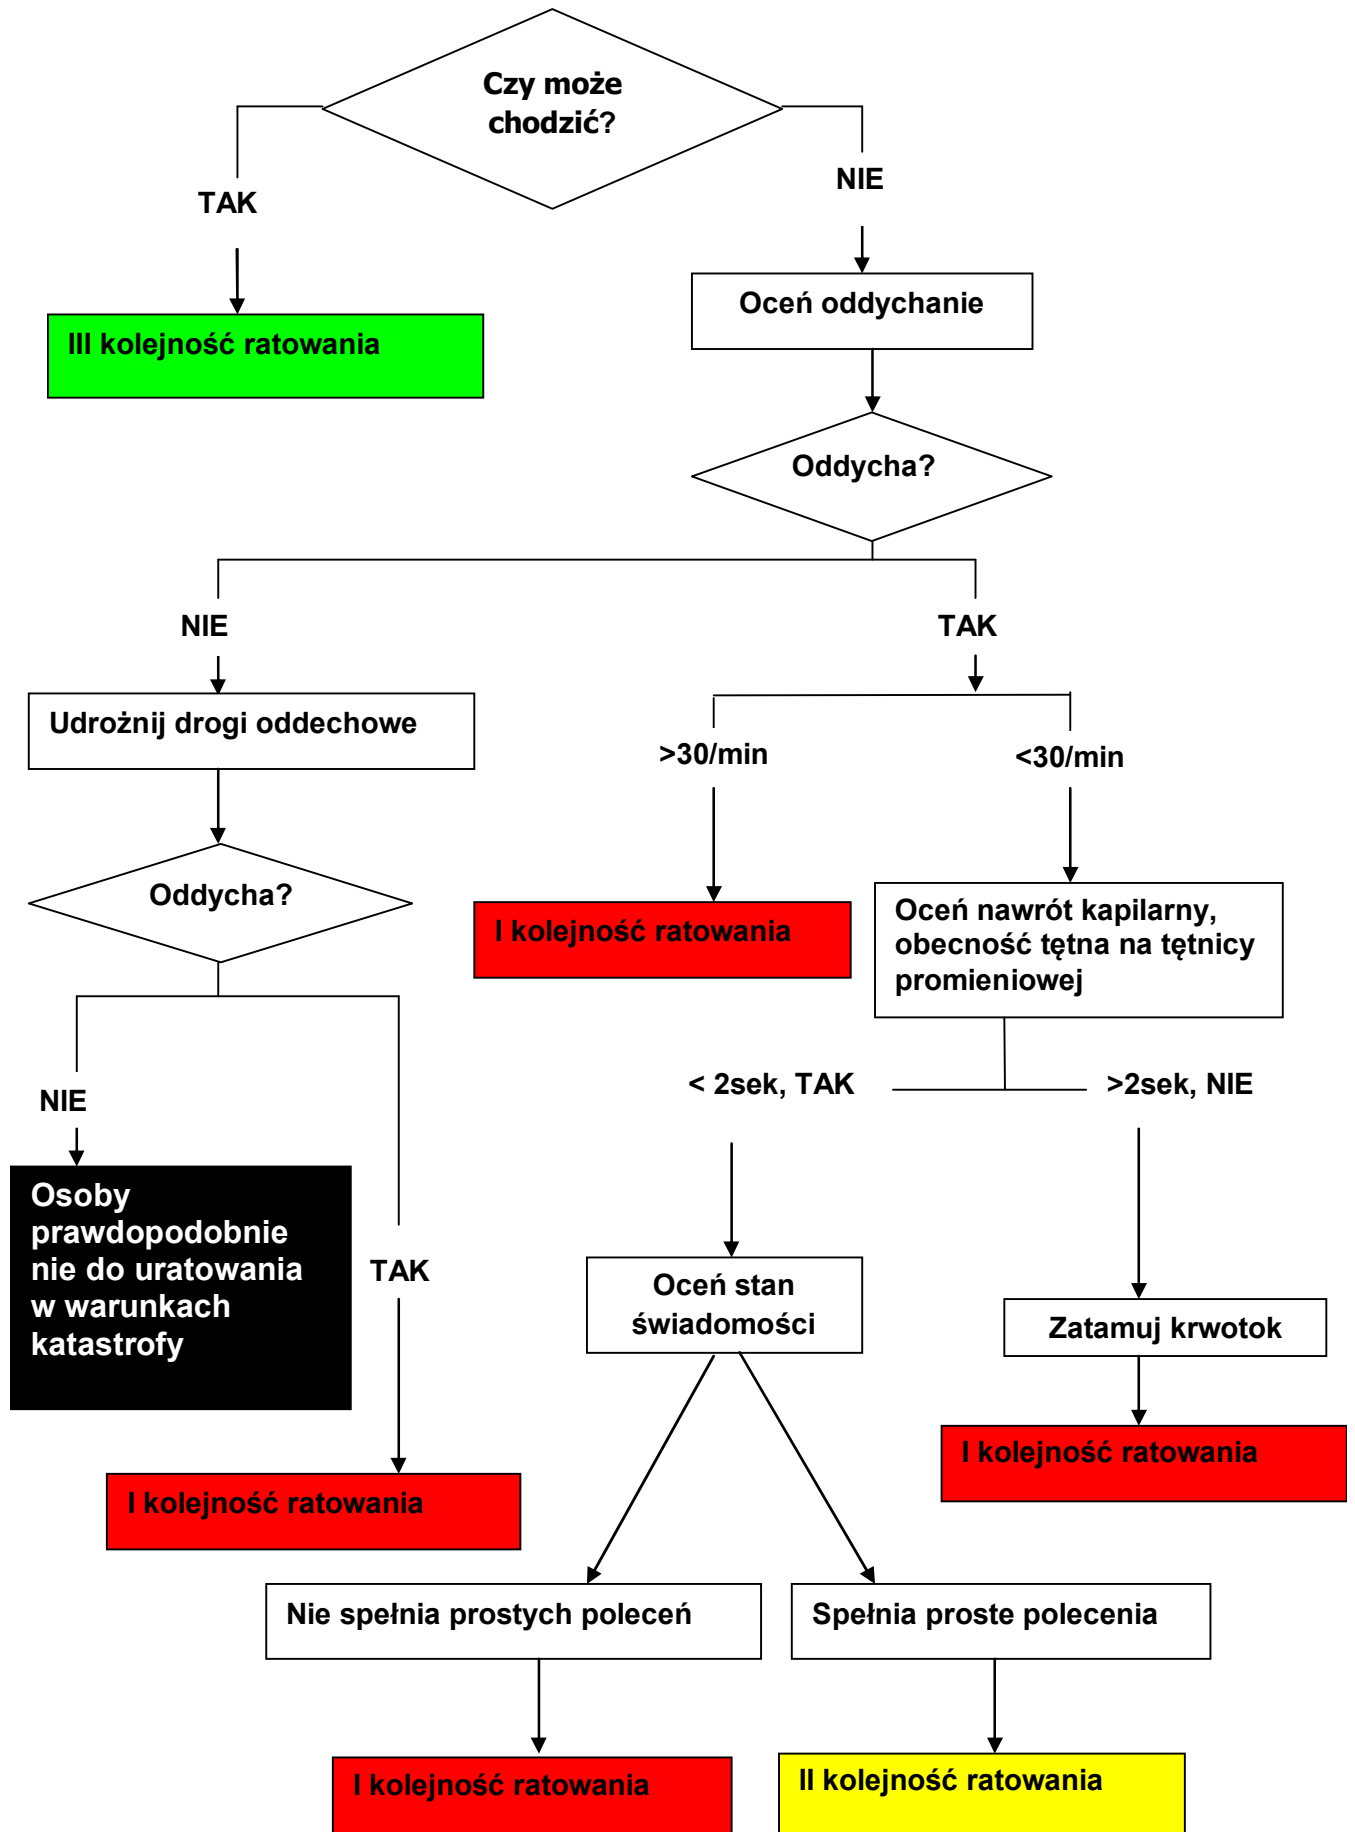 Czy może
chodzić?
TAK
NIE
III kolejność ratowania
Oceń oddychanie
Oddycha?
NIE
TAK
Udrożnij drogi oddechowe
>30/min
<30/min
Oddycha?
I kolejność ratowania
Oceń nawrót kapilarny,
obecność tętna na tętnicy
promieniowej
< 2sek, TAK
>2sek, NIE
NIE
Osoby
prawdopodobnie
nie do uratowania
w warunkach
katastrofy
TAK
Oceń stan
świadomości
Zatamuj krwotok
I kolejność ratowania
I kolejność ratowania
Nie spełnia prostych poleceń
Spełnia proste polecenia
I kolejność ratowania
II kolejność ratowania